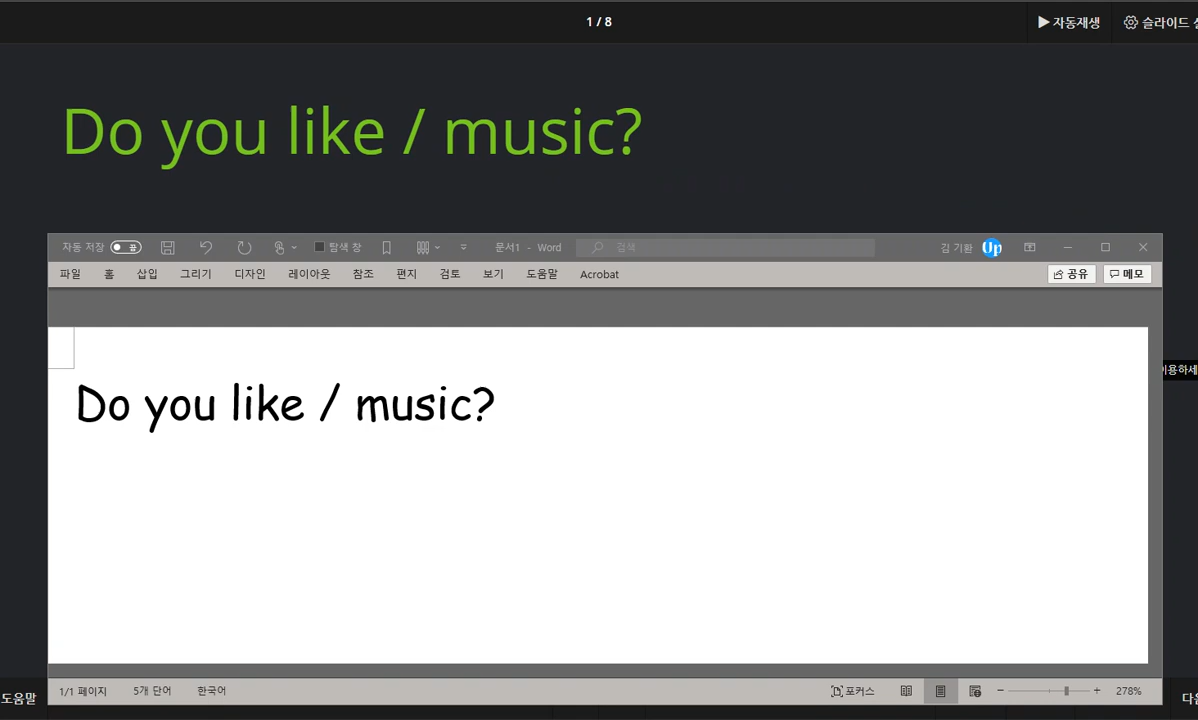 1 / 8
자동재생
슬라이드
Do you like / music?
자동 저장
탐색 창
문서1 - Word
검색
김 기환
Up
파일 홈 삽입 그리기 디자인 레이아웃 참조 편지 검토 보기 도움말 Acrobat
공유
메모
이용하세
Do you like / music?
도움말
1/1 페이지 5개 단어 한국어
포커스
278%